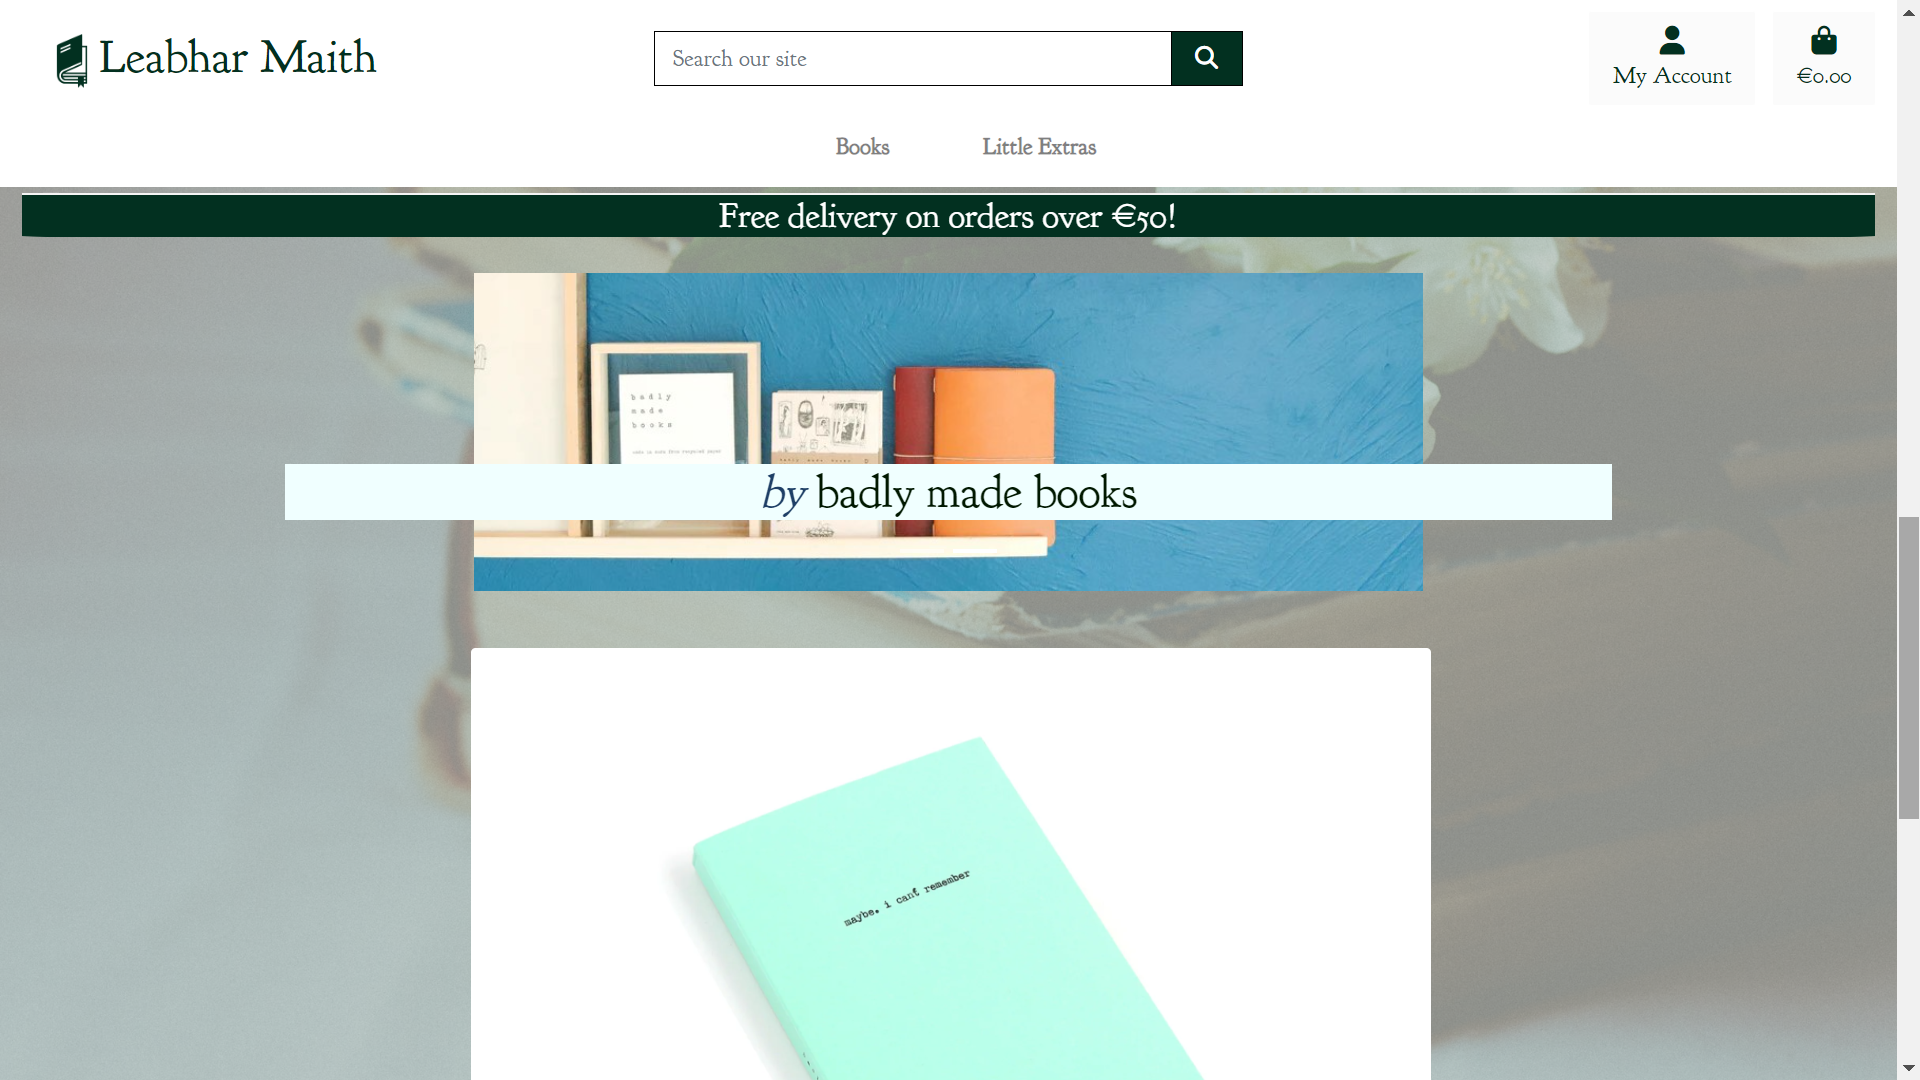 Leabhar Maith
Search our site
My Account
€0.00
Books
Little Extras
Free delivery on orders over €50!
badly
made
books
by badly made books
maybe. i can't remember